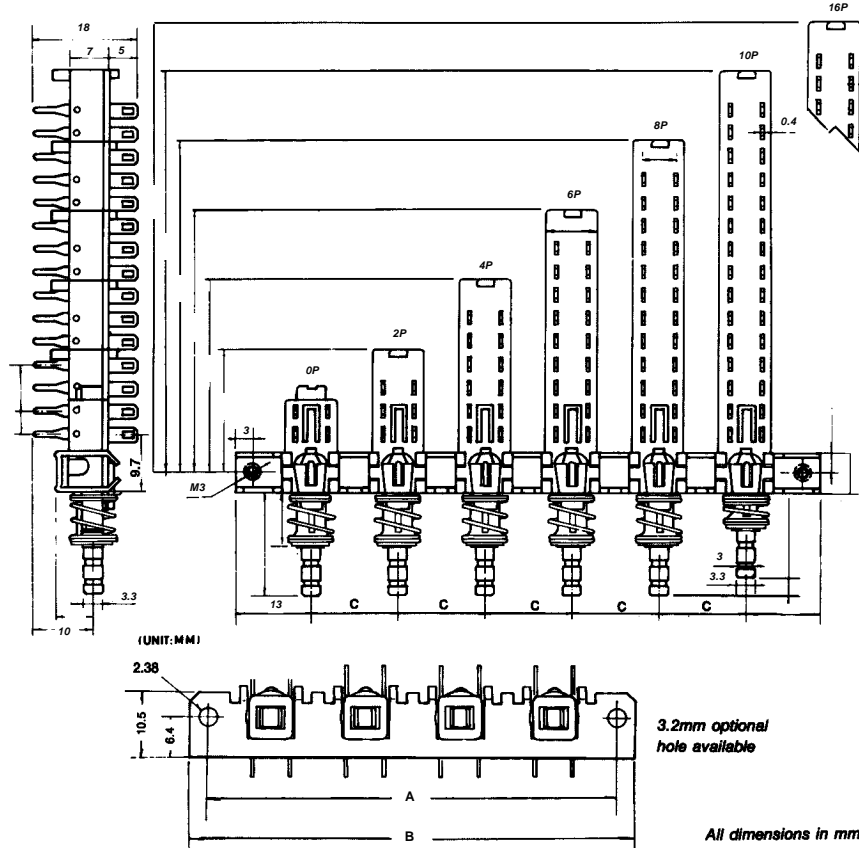 16P
18
7
5
10P
0.4
8P
6P
4P
2P
0P
3
M3
9.7
3
3.3
3.3
13
C
C
C
C
C
10
(UNIT:MM)
2.38
10.5
6.4
3.2mm optional
hole available
A
B
All dimensions in mm